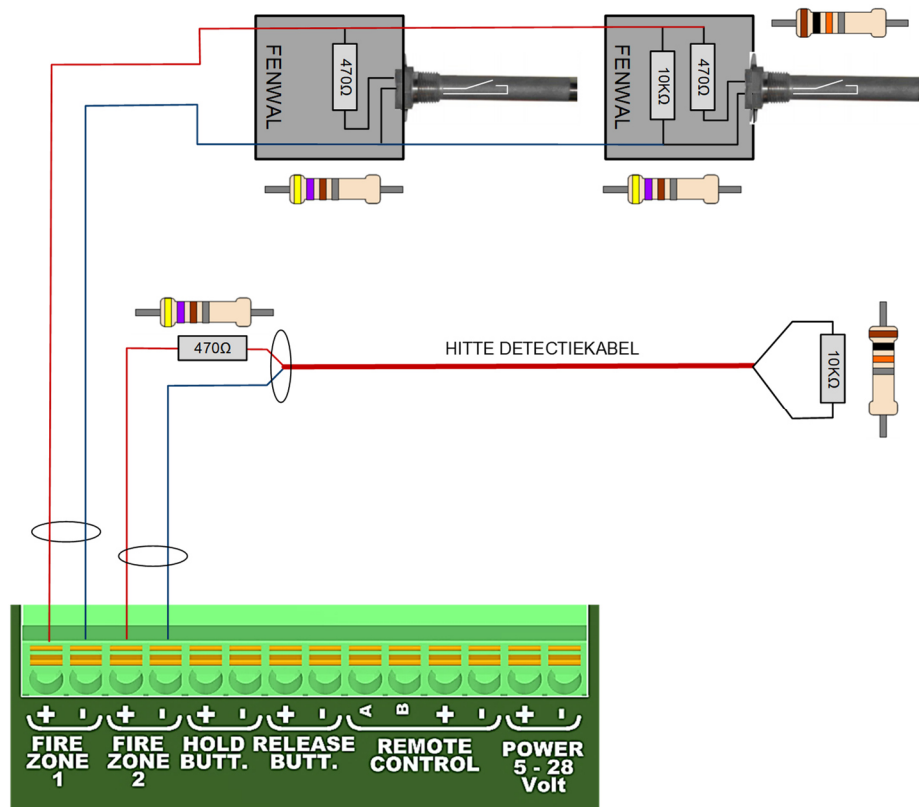 FENWAL
470Ω
FENWAL
10KΩ
470Ω
470Ω
HITTE DETECTIEKABEL
10KΩ
+ - + - + - + - A B + - + -
FIRE ZONE 1
FIRE ZONE 2
HOLD BUTT.
RELEASE BUTT.
REMOTE CONTROL
POWER 5 - 28 Volt